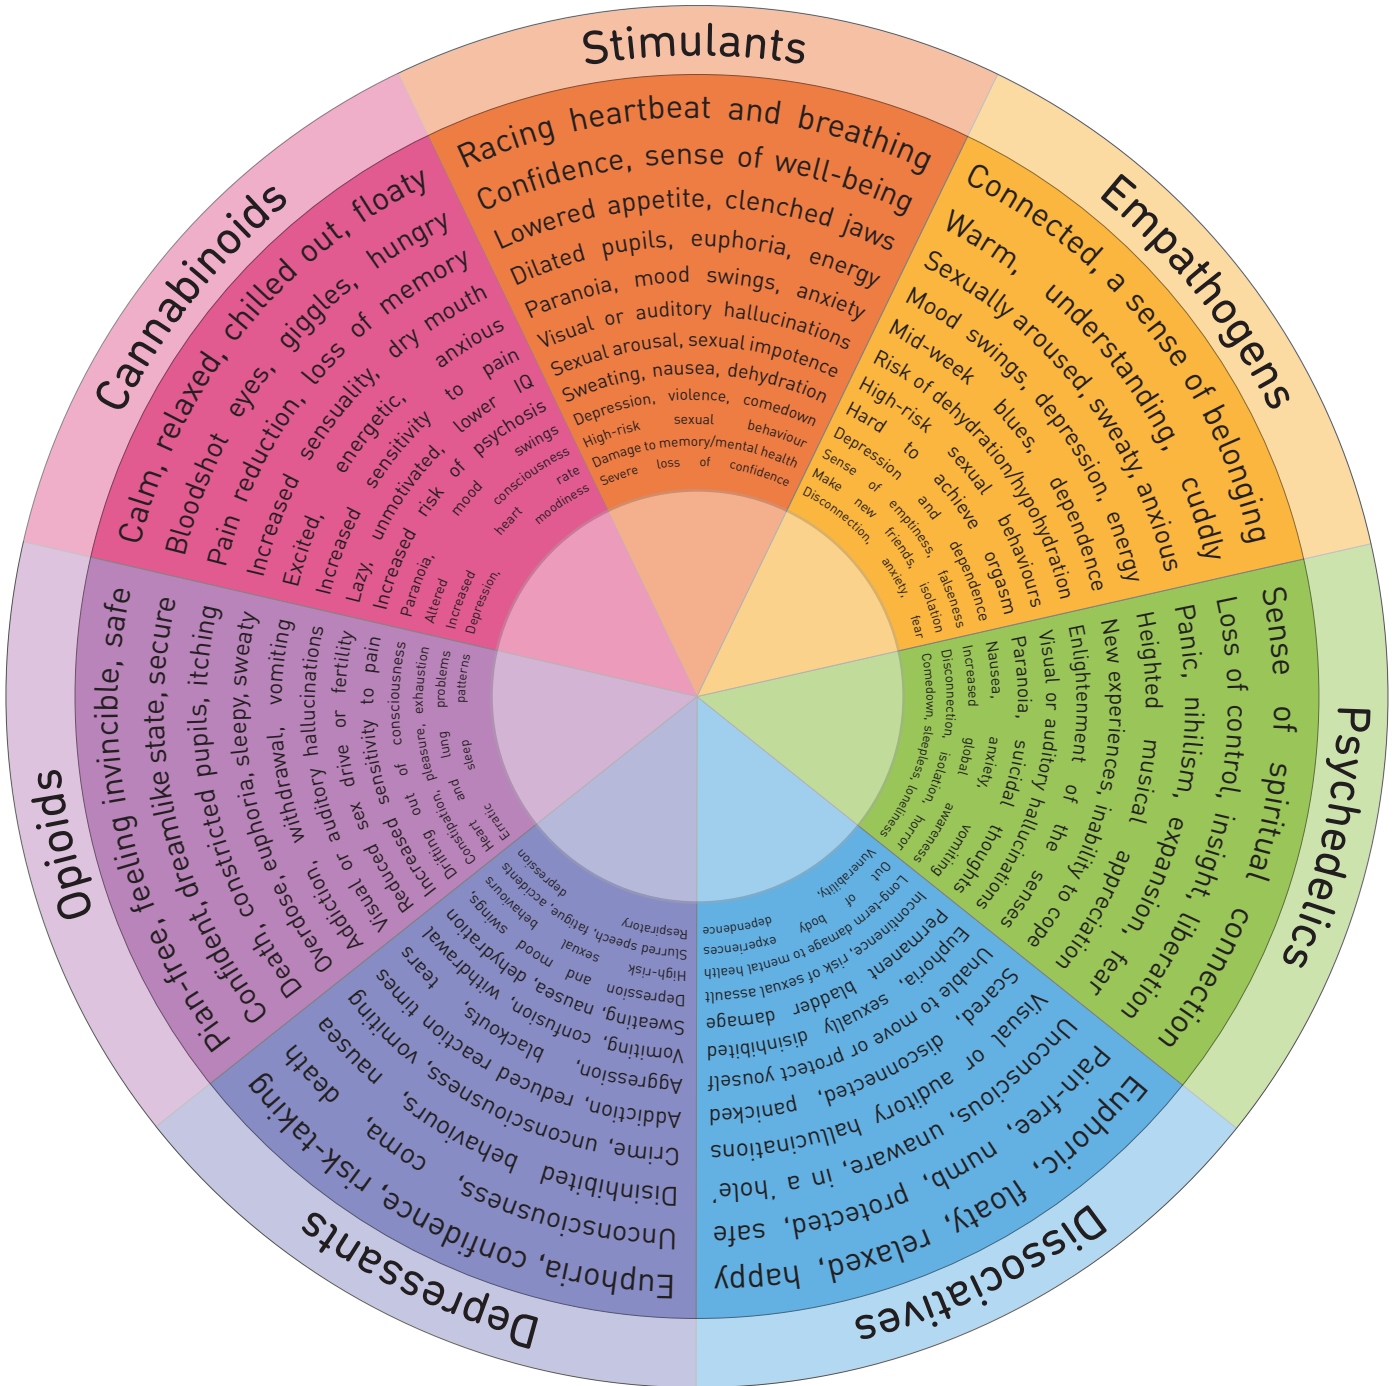 Stimulants
Racing heartbeat and breathing
Confidence, sense of well-being
Lowered appetite, clenched jaws
Dilated pupils, euphoria, energy
Paranoia, mood swings, anxiety
Visual or auditory hallucinations
Sexual arousal, sexual impotence
Sweating, nausea, dehydration
Depression, violence, comedown
High-risk sexual behaviour
Damage to memory/mental health
Severe loss of confidence
Empathogens
Connected, a sense of belonging
Warm, understanding, cuddly
Sexually aroused, sweaty, anxious
Mood swings, depression, energy
Mid-week blues, dependence
Risk of dehydration/hypohydration
High-risk sexual behaviours
Hard to achieve orgasm
Depression and dependence
Sense of emptiness, falseness
Make new friends, isolation
Disconnection, anxiety, fear
Psychedelics
Sense of spiritual connection
Loss of control, insight, liberation
Panic, nihilism, expansion, fear
Heighted musical appreciation
New experiences, inability to cope
Enlightenment of the senses
Visual or auditory hallucinations
Paranoia, suicidal thoughts
Nausea, anxiety, vomiting
Increased global awareness
Disconnection, isolation, horror
Comedown, sleepless, loneliness
Dissociatives
Euphoric, floaty, relaxed, happy
Pain-free, numb, protected, safe
Unconscious, unaware, in a 'hole'
Visual or auditory hallucinations
Scared, disconnected, panicked
Unable to move or protect youself
Euphoria, sexually disinhibited
Permanent bladder damage
Incontinence, risk of sexual assault
Long-term damage to mental health
Out of body experiences
Vunerability, dependence
Depressants
Euphoria, confidence, risk-taking
Unconsciousness, coma, death
Disinhibited behaviours, nausea
Crime, unconsciousness, vomiting
Addiction, reduced reaction times
Aggression, blackouts, tears
Vomiting, confusion, withdrawal
Sweating, nausea, dehydration
Depression and mood swings,
High-risk sexual behaviours
Slurred speech, fatigue, accidents
Respiratory depression
Opioids
Pian-free, feeling invincible, safe
Confident, dreamlike state, secure
Death, constricted pupils, itching
Overdose, euphoria, sleepy, sweaty
Addiction, withdrawal, vomiting
Visual or auditory hallucinations
Reduced sex drive or fertility
Increased sensitivity to pain
Drifting out of consciousness
Constipation, pleasure, exhaustion
Heart and lung problems
Erratic sleep patterns
Cannabinoids
Calm, relaxed, chilled out, floaty
Bloodshot eyes, giggles, hungry
Pain reduction, loss of memory
Increased sensuality, dry mouth
Excited, energetic, anxious
Increased sensitivity to pain
Lazy, unmotivated, lower IQ
Increased risk of psychosis
Paranoia, mood swings
Altered consciousness
Increased heart rate
Depression, moodiness